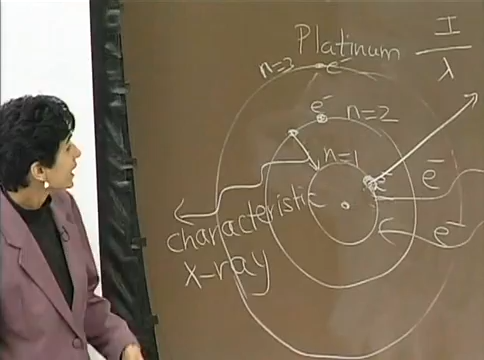 Platinum
I
λ
n=3
e⁻
e⁻
n=2
n=1
e⁻
e⁻
characteristic
e⁻
x-ray